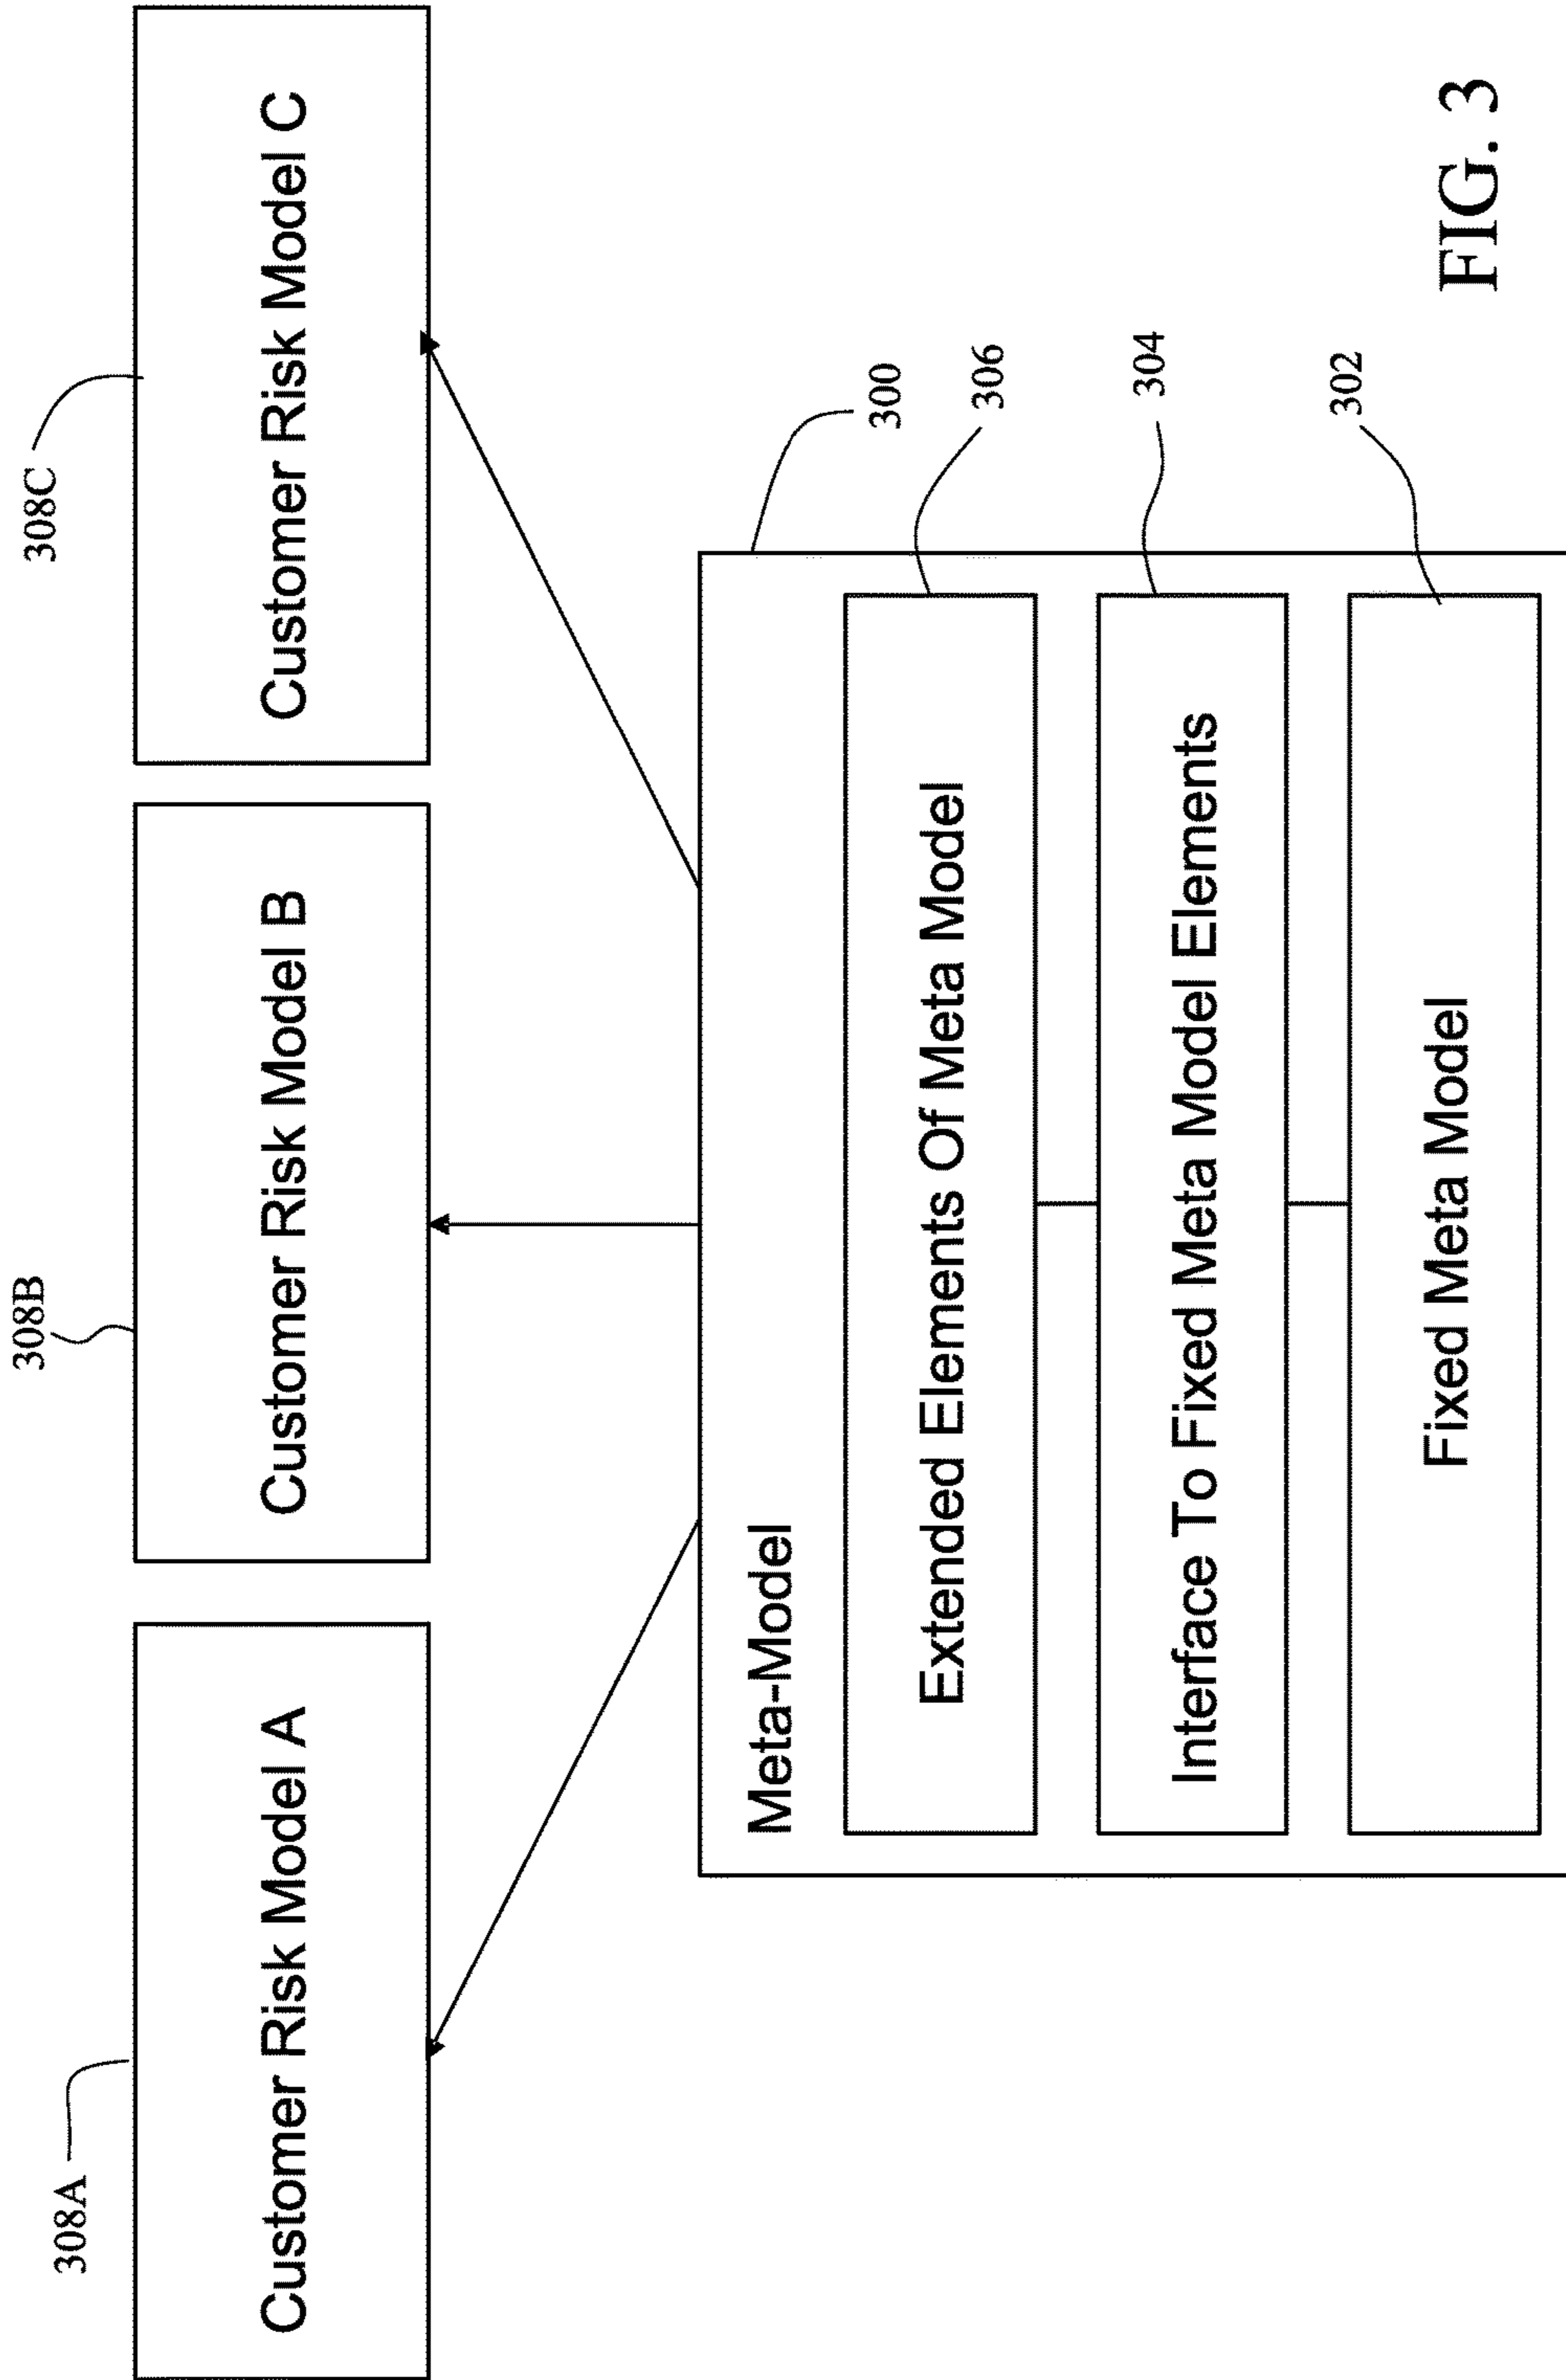 308A
308B
308C
Customer Risk Model A
Customer Risk Model B
Customer Risk Model C
Meta-Model
300
Extended Elements Of Meta Model
306
Interface To Fixed Meta Model Elements
304
Fixed Meta Model
302
FIG. 3